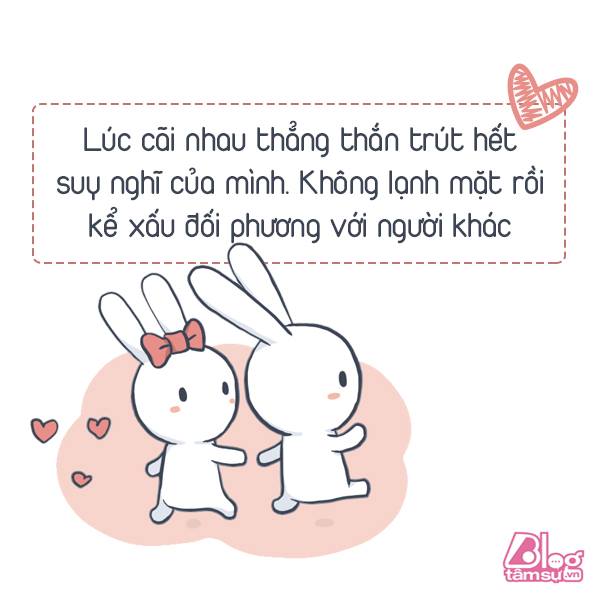 Lúc cãi nhau thẳng thắn trút hết
suy nghĩ của mình. Không lạnh mặt rồi
kể xấu đối phương với người khác
Blog
tâmsự.vn